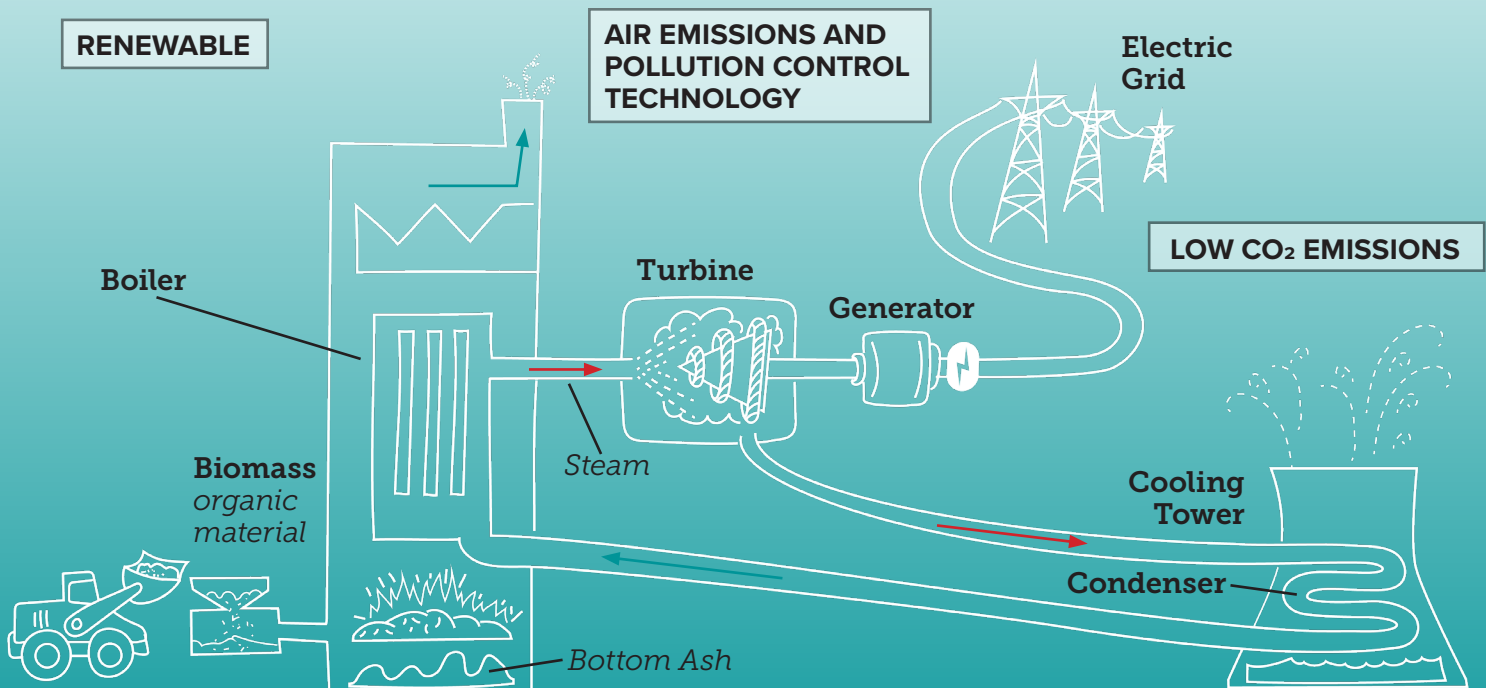 RENEWABLE
AIR EMISSIONS AND
POLLUTION CONTROL
TECHNOLOGY
Electric
Grid
LOW CO₂ EMISSIONS
Boiler
Turbine
Generator
Steam
Biomass
organic
material
Cooling
Tower
Condenser
Bottom Ash